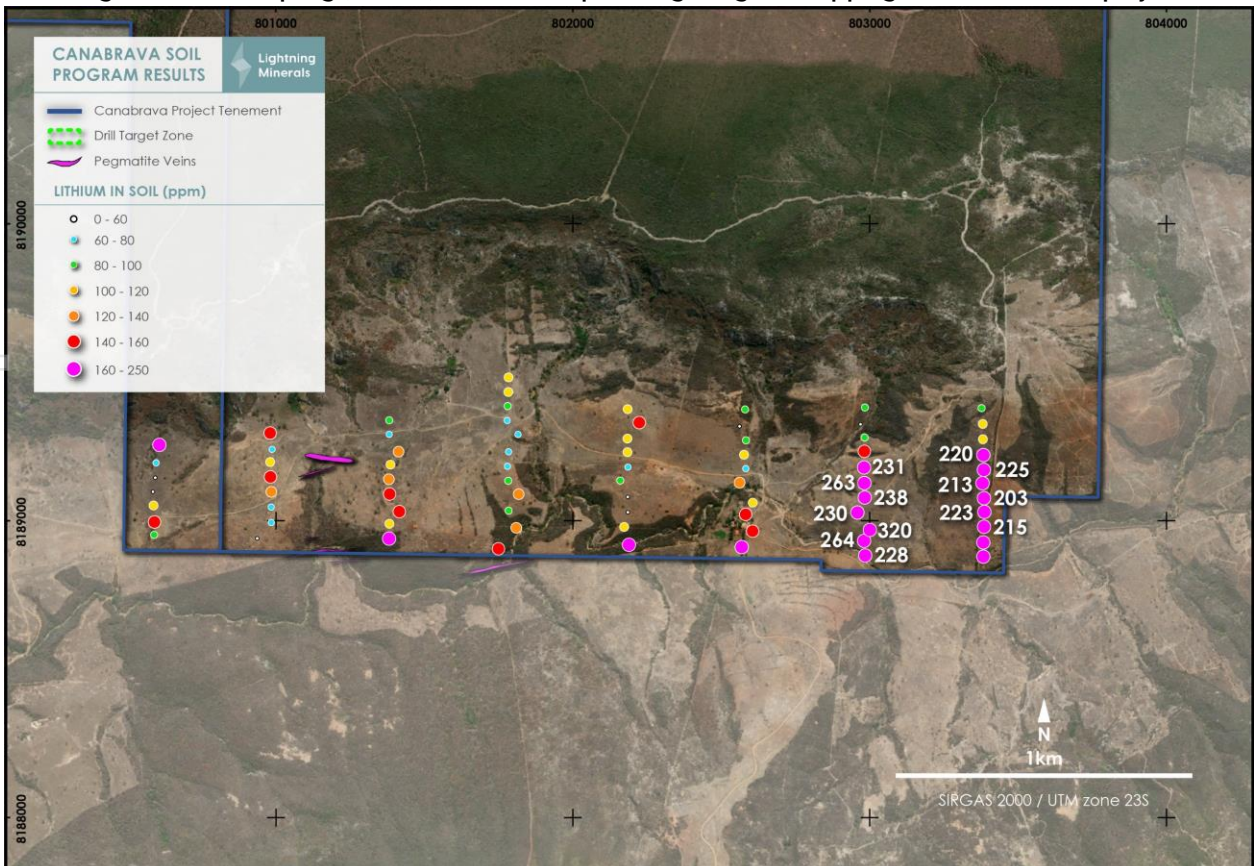 801000
802000
803000
804000
CANABRAVA SOIL
PROGRAM RESULTS
Lightning
Minerals
Canabrava Project Tenement
Drill Target Zone
Pegmatite Veins
LITHIUM IN SOIL (ppm)
0 - 60
60 - 80
80 - 100
100 - 120
120 - 140
140 - 160
160 - 250
8190000
8189000
8188000
231
263
238
230
320
264
228
220
225
213
203
223
215
N
1km
SIRGAS 2000 / UTM zone 23S